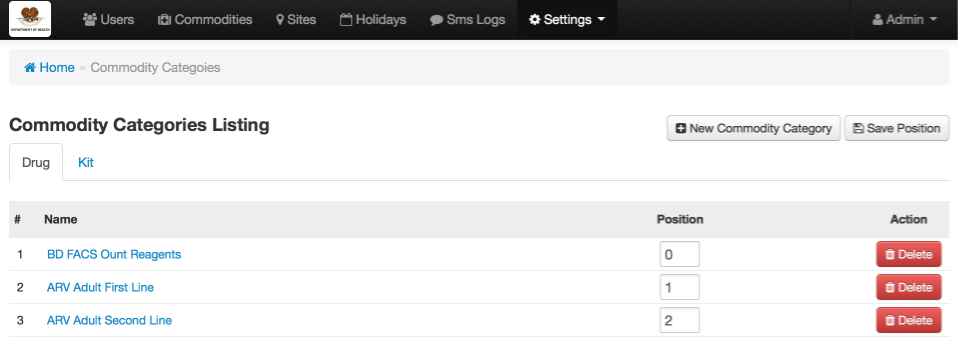 DEPARTMENT OF HEALTH
Users Commodities Sites Holidays Sms Logs Settings Admin
Home » Commodity Categoies
Commodity Categories Listing
New Commodity Category Save Position
Drug Kit
# Name Position Action
1 BD FACS Ount Reagents 0 Delete
2 ARV Adult First Line 1 Delete
3 ARV Adult Second Line 2 Delete